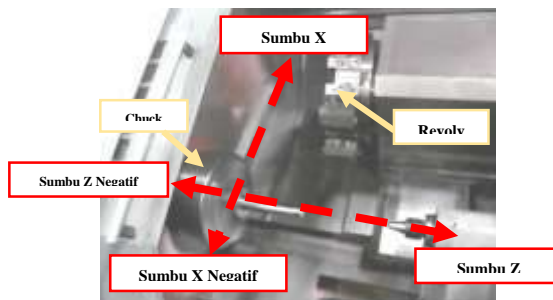 Sumbu X
Chuck
Revolv
Sumbu Z Negatif
Sumbu X Negatif
Sumbu Z